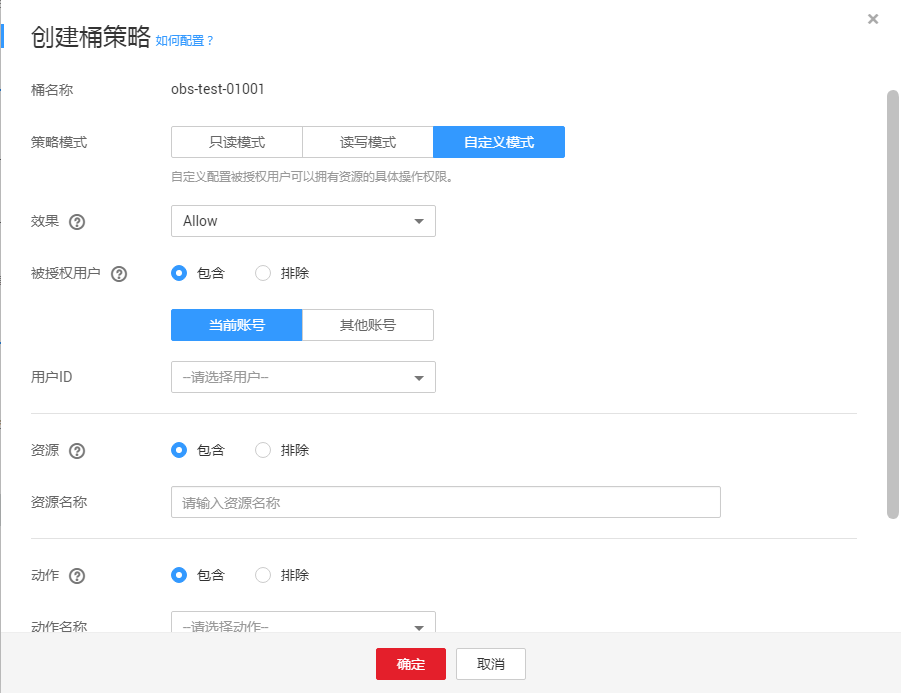 创建桶策略 如何配置？
桶名称 obs-test-01001
策略模式 只读模式 读写模式 自定义模式
自定义配置被授权用户可以拥有资源的具体操作权限。
效果 ? Allow
被授权用户 ? 包含 排除
当前账号 其他账号
用户ID --请选择用户--
资源 ? 包含 排除
资源名称 请输入资源名称
动作 ? 包含 排除
动作名称 --请选择动作--
确定 取消